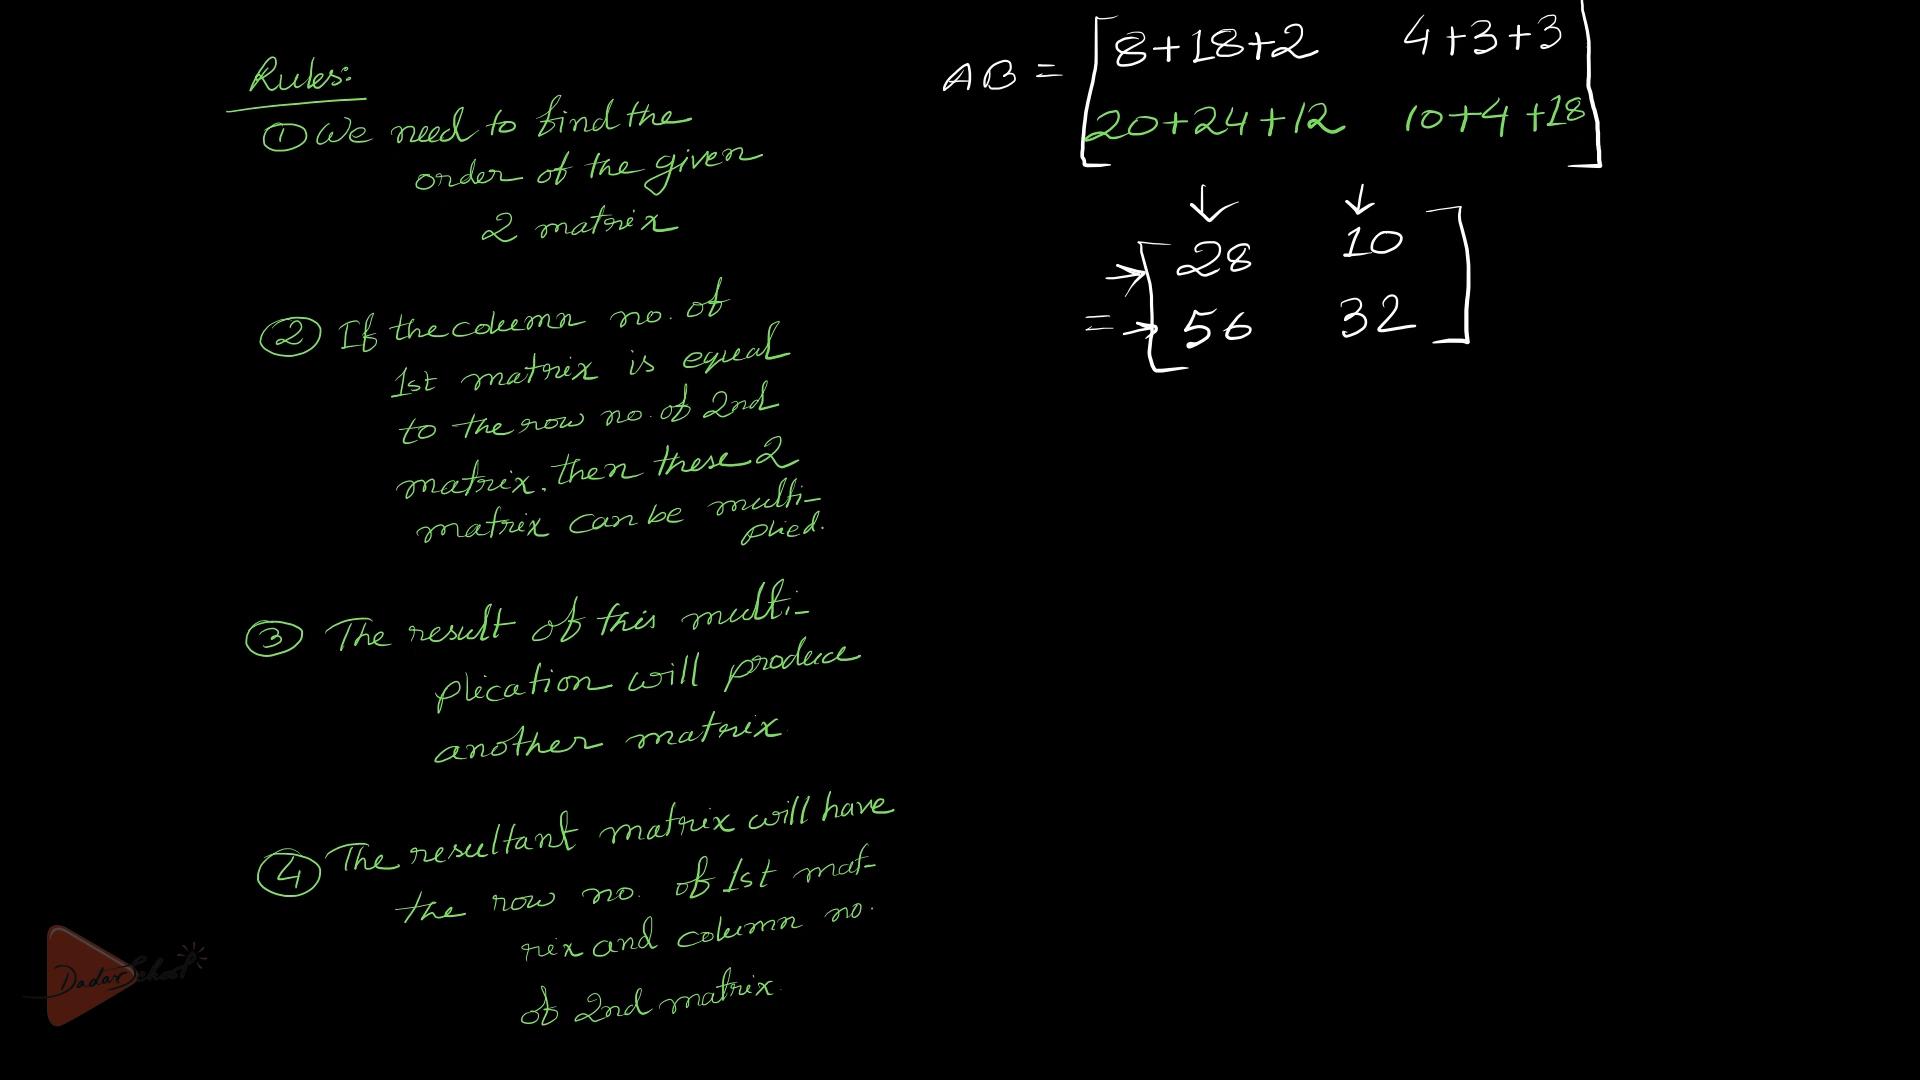 Rules:
① We need to find the
order of the given
2 matrix
② If the column no. of
1st matrix is equal
to the row no. of 2nd
matrix, then these 2
matrix can be multi-
plied.
③ The result of this multi-
plication will produce
another matrix
④ The resultant matrix will have
the row no. of 1st mat-
rix and column no.
of 2nd matrix
AB = [8+18+2 4+3+3
20+24+12 10+4+18]
↓ ↓
→ [28 10
= → 56 32]
Dadar School